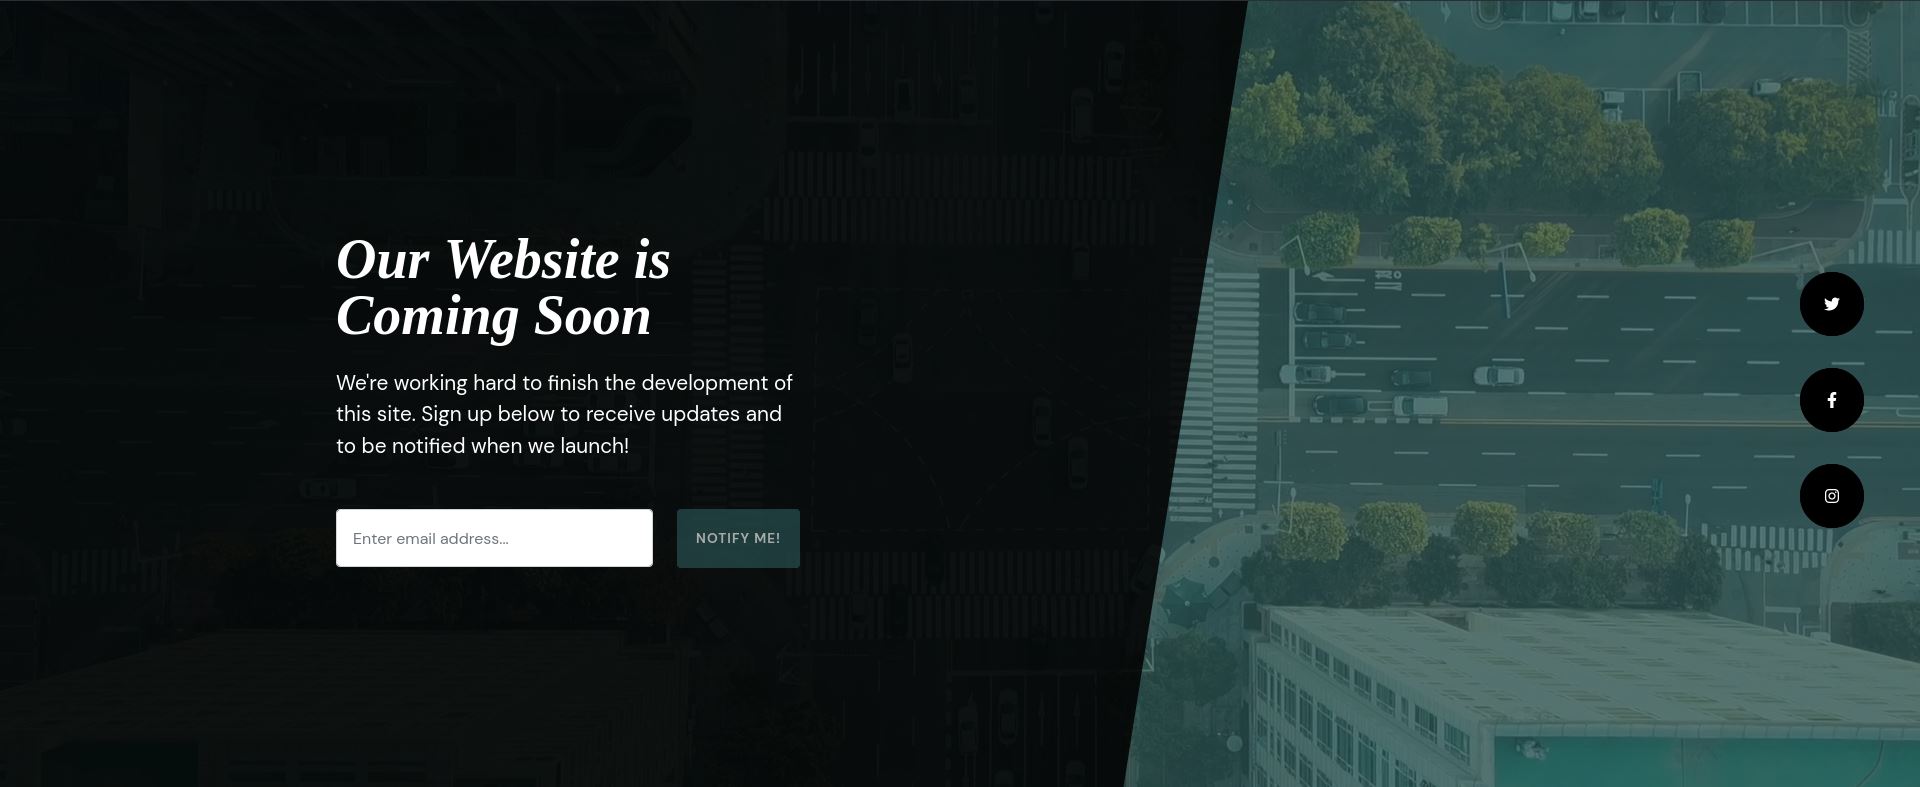 Our Website is
Coming Soon
We're working hard to finish the development of
this site. Sign up below to receive updates and
to be notified when we launch!
Enter email address...
NOTIFY ME!